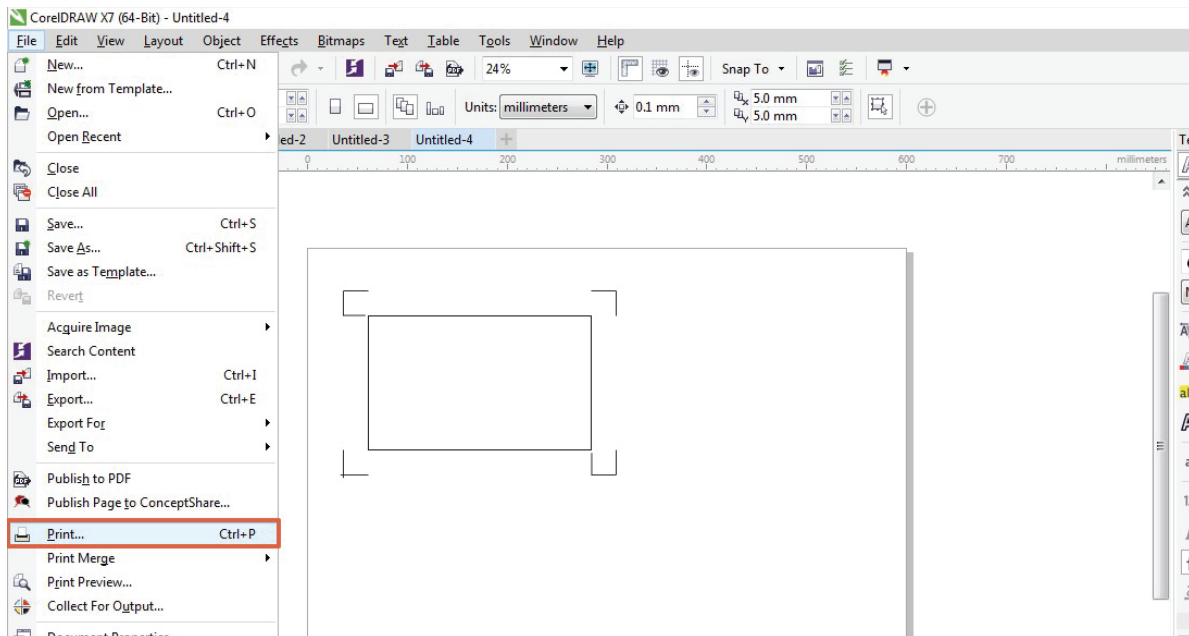 CorelDRAW X7 (64-Bit) - Untitled-4
File Edit View Layout Object Effects Bitmaps Text Table Tools Window Help
New... Ctrl+N
24% Snap To
New from Template...
Open... Ctrl+O
Units: millimeters 0.1 mm 5.0 mm
5.0 mm
Open Recent
ed-2 Untitled-3 Untitled-4
0 100 200 300 400 500 600 700 millimeters
Close
Close All
Save... Ctrl+S
Save As... Ctrl+Shift+S
Save as Template...
Revert
Acquire Image
Search Content
Import... Ctrl+I
Export... Ctrl+E
Export For
Send To
Publish to PDF
Publish Page to ConceptShare...
Print... Ctrl+P
Print Merge
Print Preview...
Collect For Output...